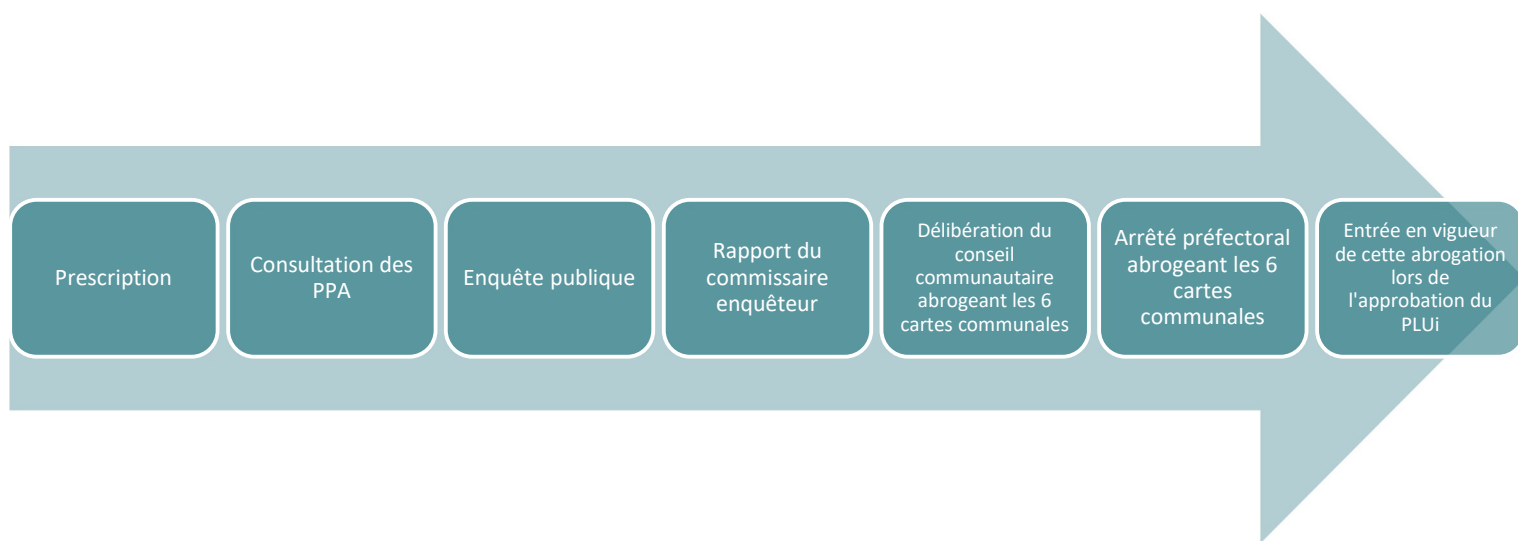 Prescription
Consultation des
PPA
Enquête publique
Rapport du
commissaire
enquêteur
Délibération du
conseil
communautaire
abrogeant les 6
cartes communales
Arrêté préfectoral
abrogeant les 6
cartes
communales
Entrée en vigueur
de cette abrogation
lors de
l'approbation du
PLUi